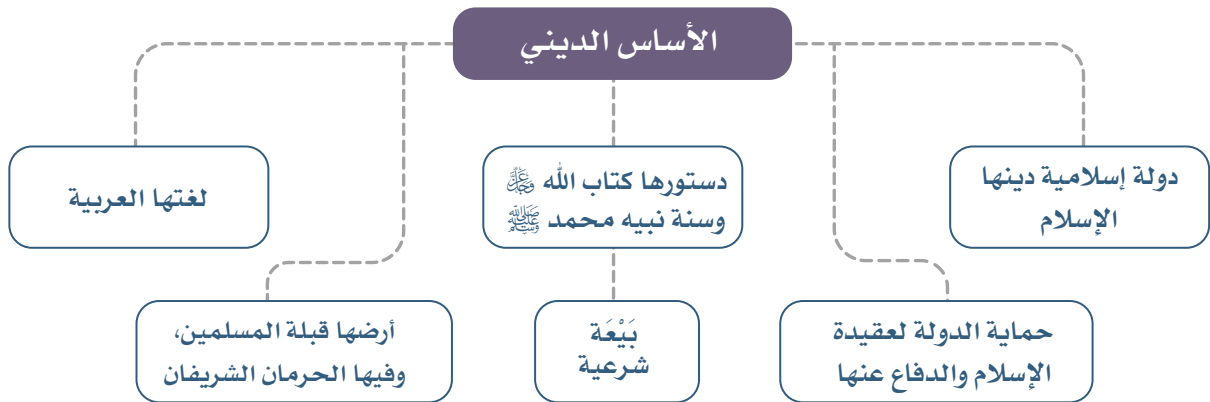 الأساس الديني
دولة إسلامية دينها
الإسلام
دستورها كتاب الله ﷻ
وسنة نبيه محمد ﷺ
لغتها العربية
حماية الدولة لعقيدة
الإسلام والدفاع عنها
بَيْعَة
شرعية
أرضها قبلة المسلمين،
وفيها الحرمان الشريفان